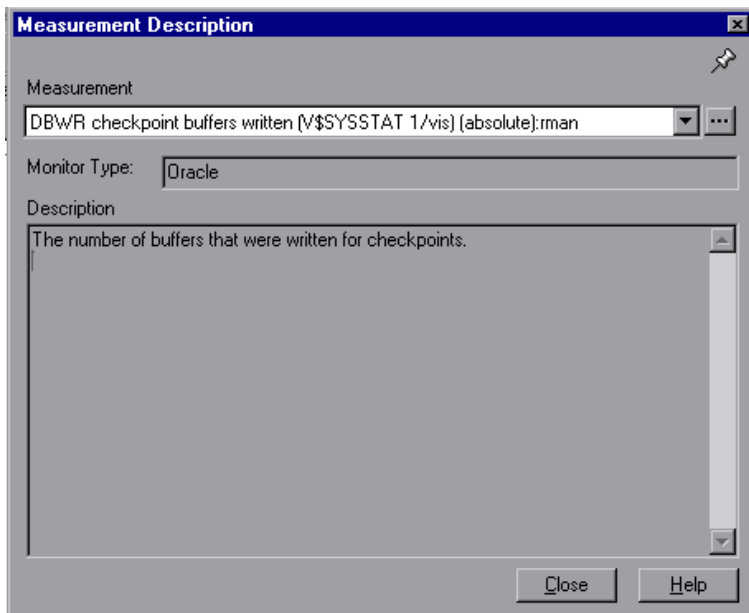 Measurement Description
Measurement
DBWR checkpoint buffers written (V$SYSSTAT 1/vis) (absolute):rman
Monitor Type:
Oracle
Description
The number of buffers that were written for checkpoints.
Close
Help